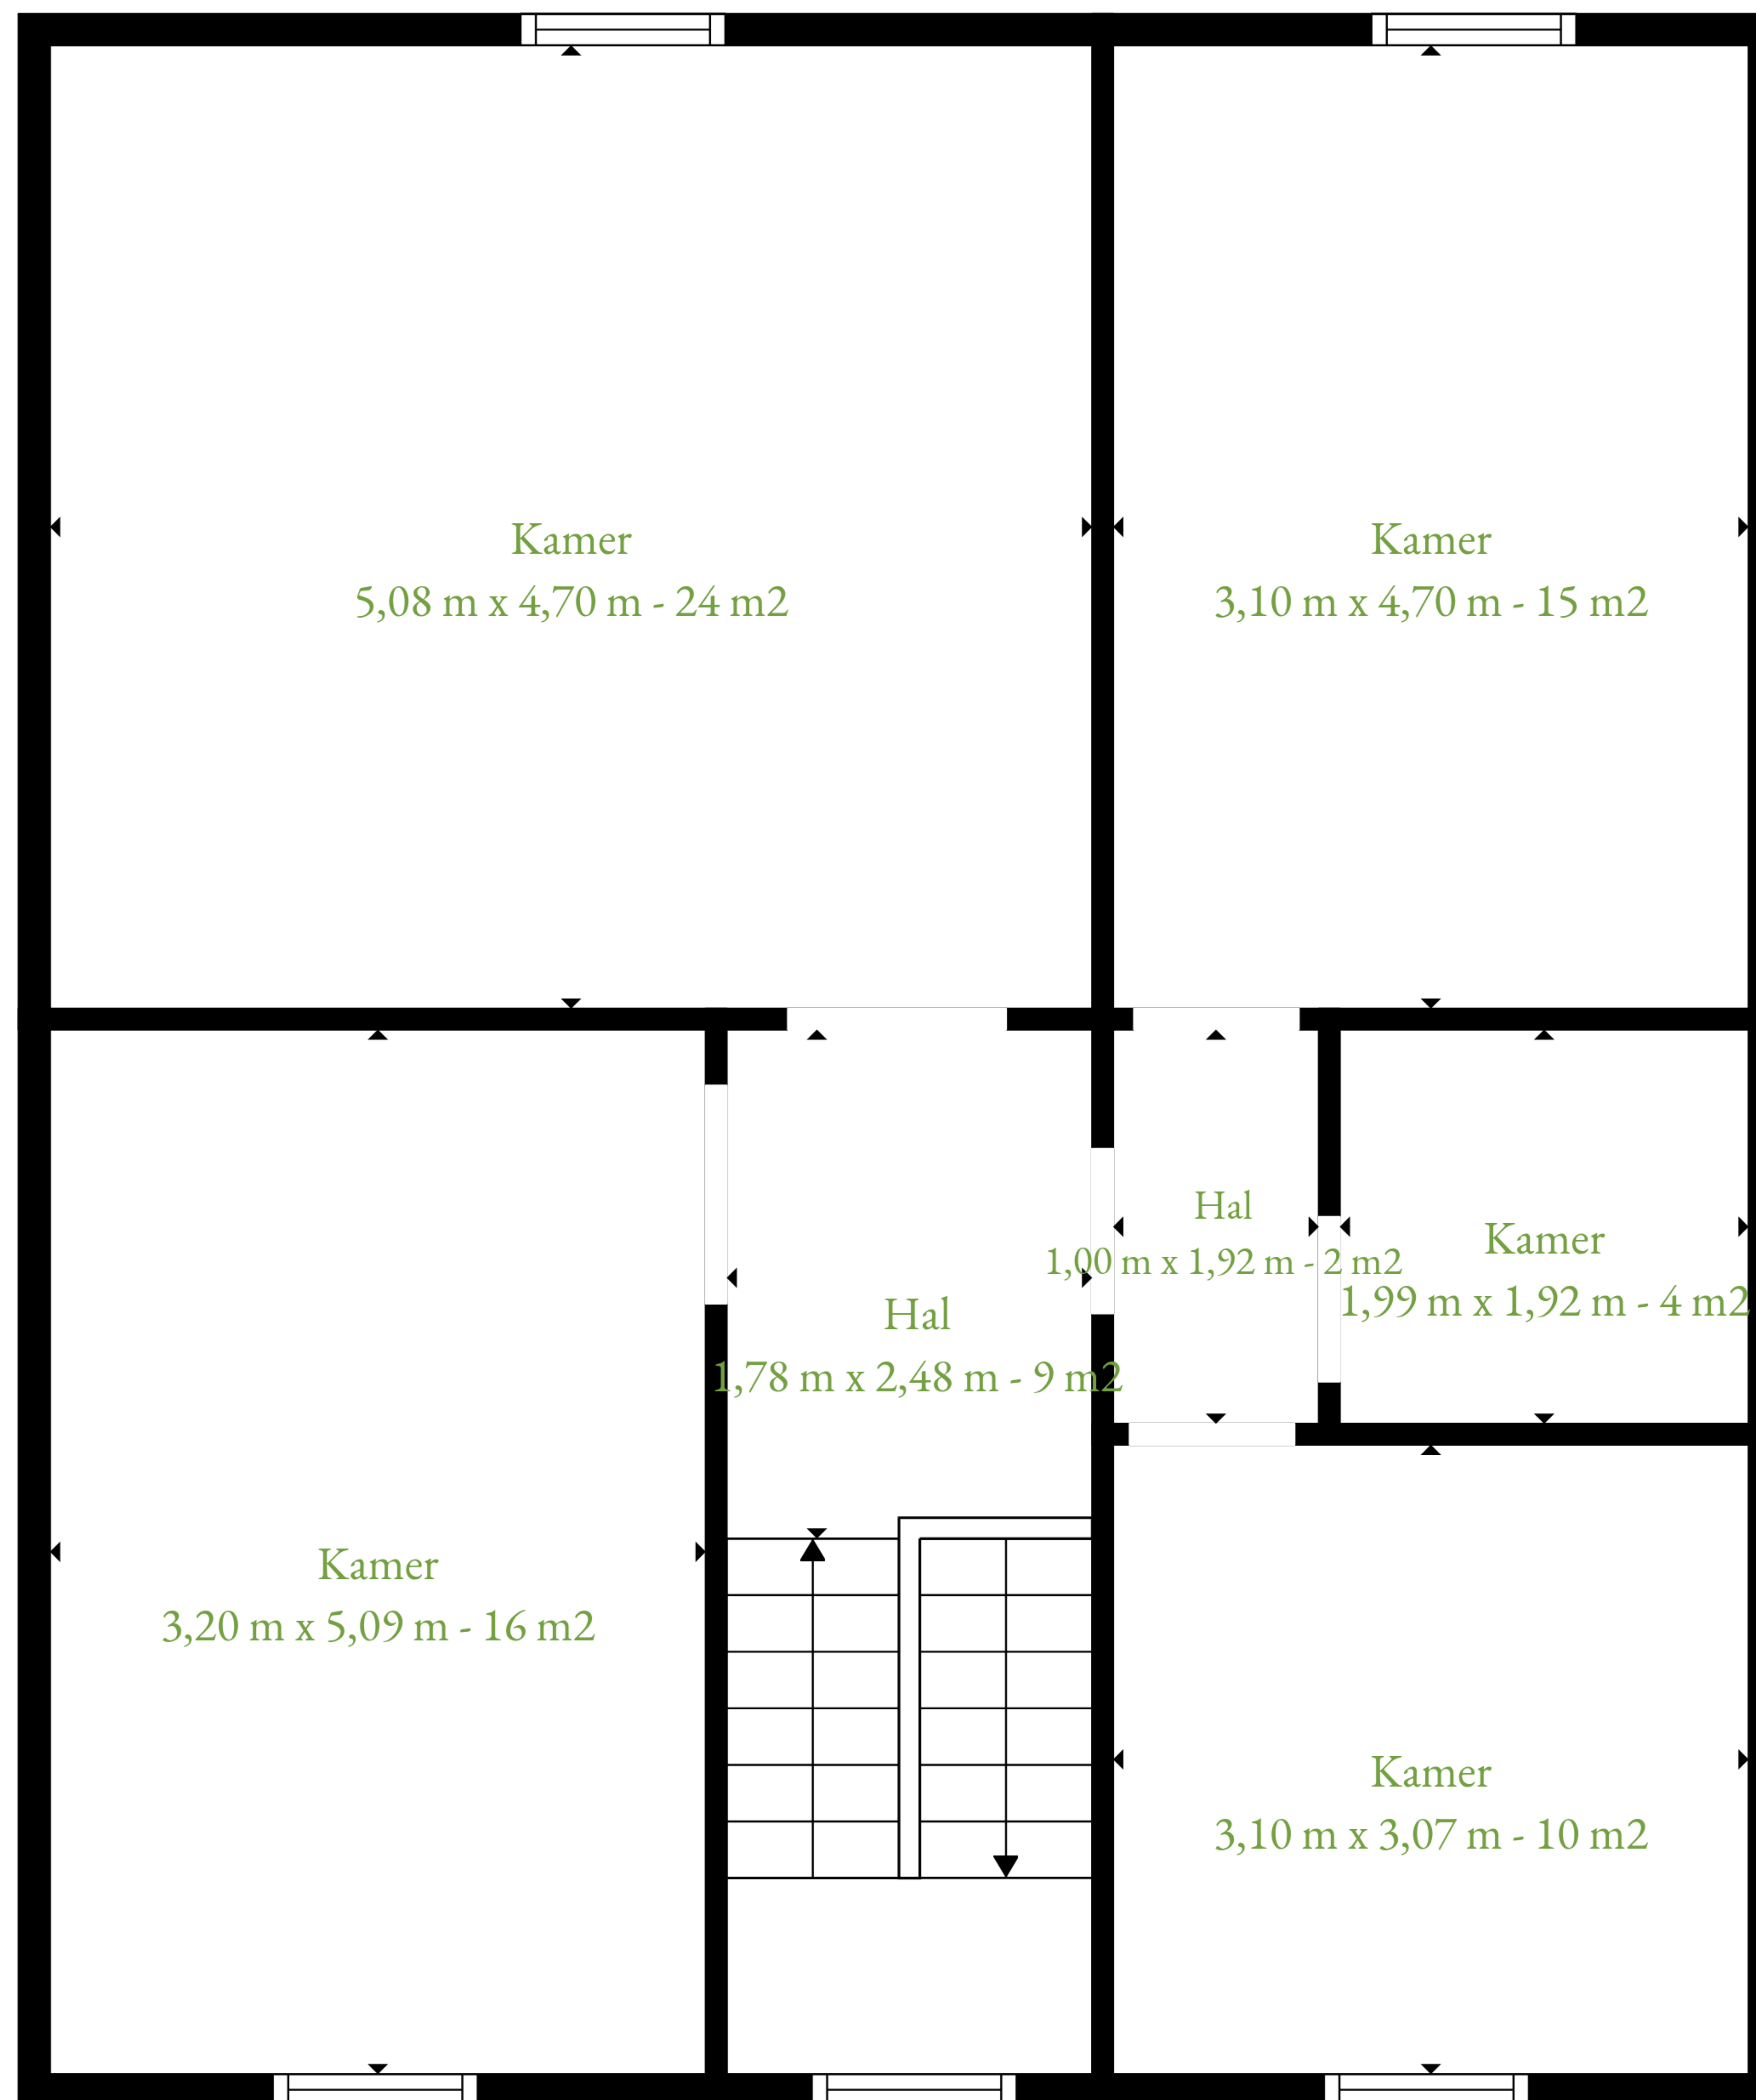 Kamer
5,08 m x 4,70 m - 24 m2
Kamer
3,10 m x 4,70 m - 15 m2
Hal
1,00 m x 1,92 m - 2 m2
Kamer
1,99 m x 1,92 m - 4 m2
Hal
1,78 m x 2,48 m - 9 m2
Kamer
3,20 m x 5,09 m - 16 m2
Kamer
3,10 m x 3,07 m - 10 m2